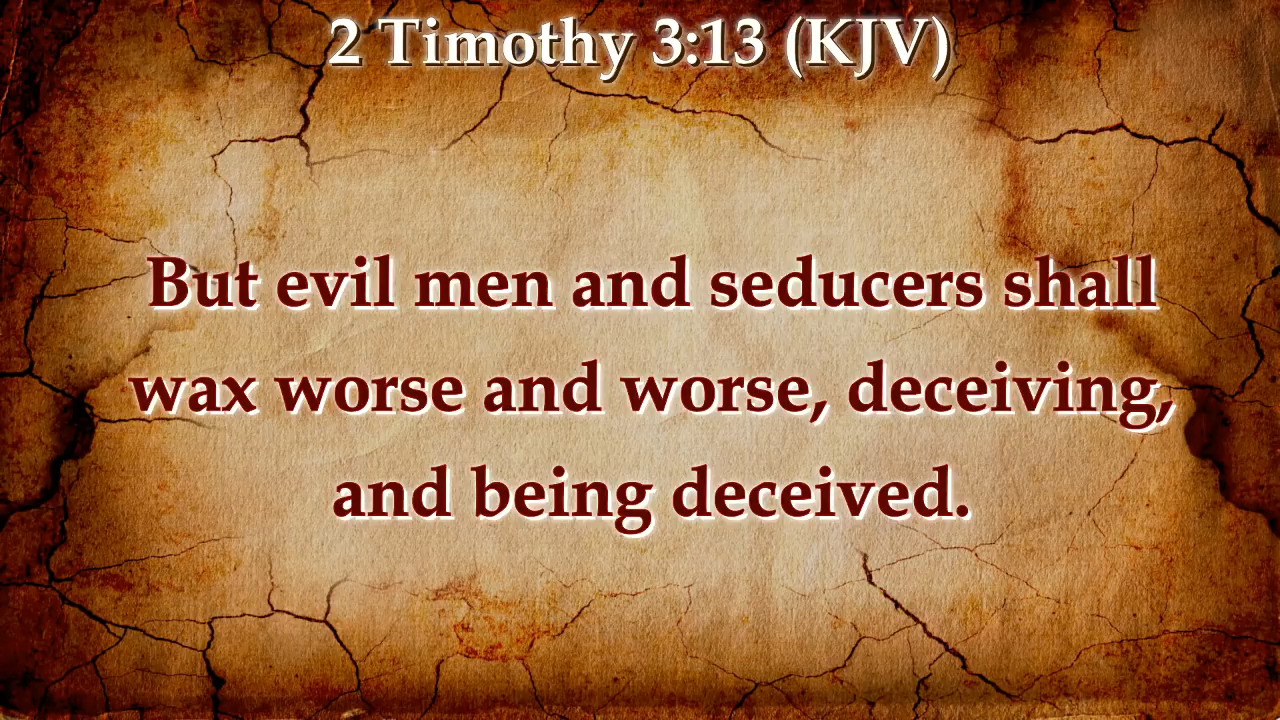 2 Timothy 3:13 (KJV)
But evil men and seducers shall
wax worse and worse, deceiving,
and being deceived.